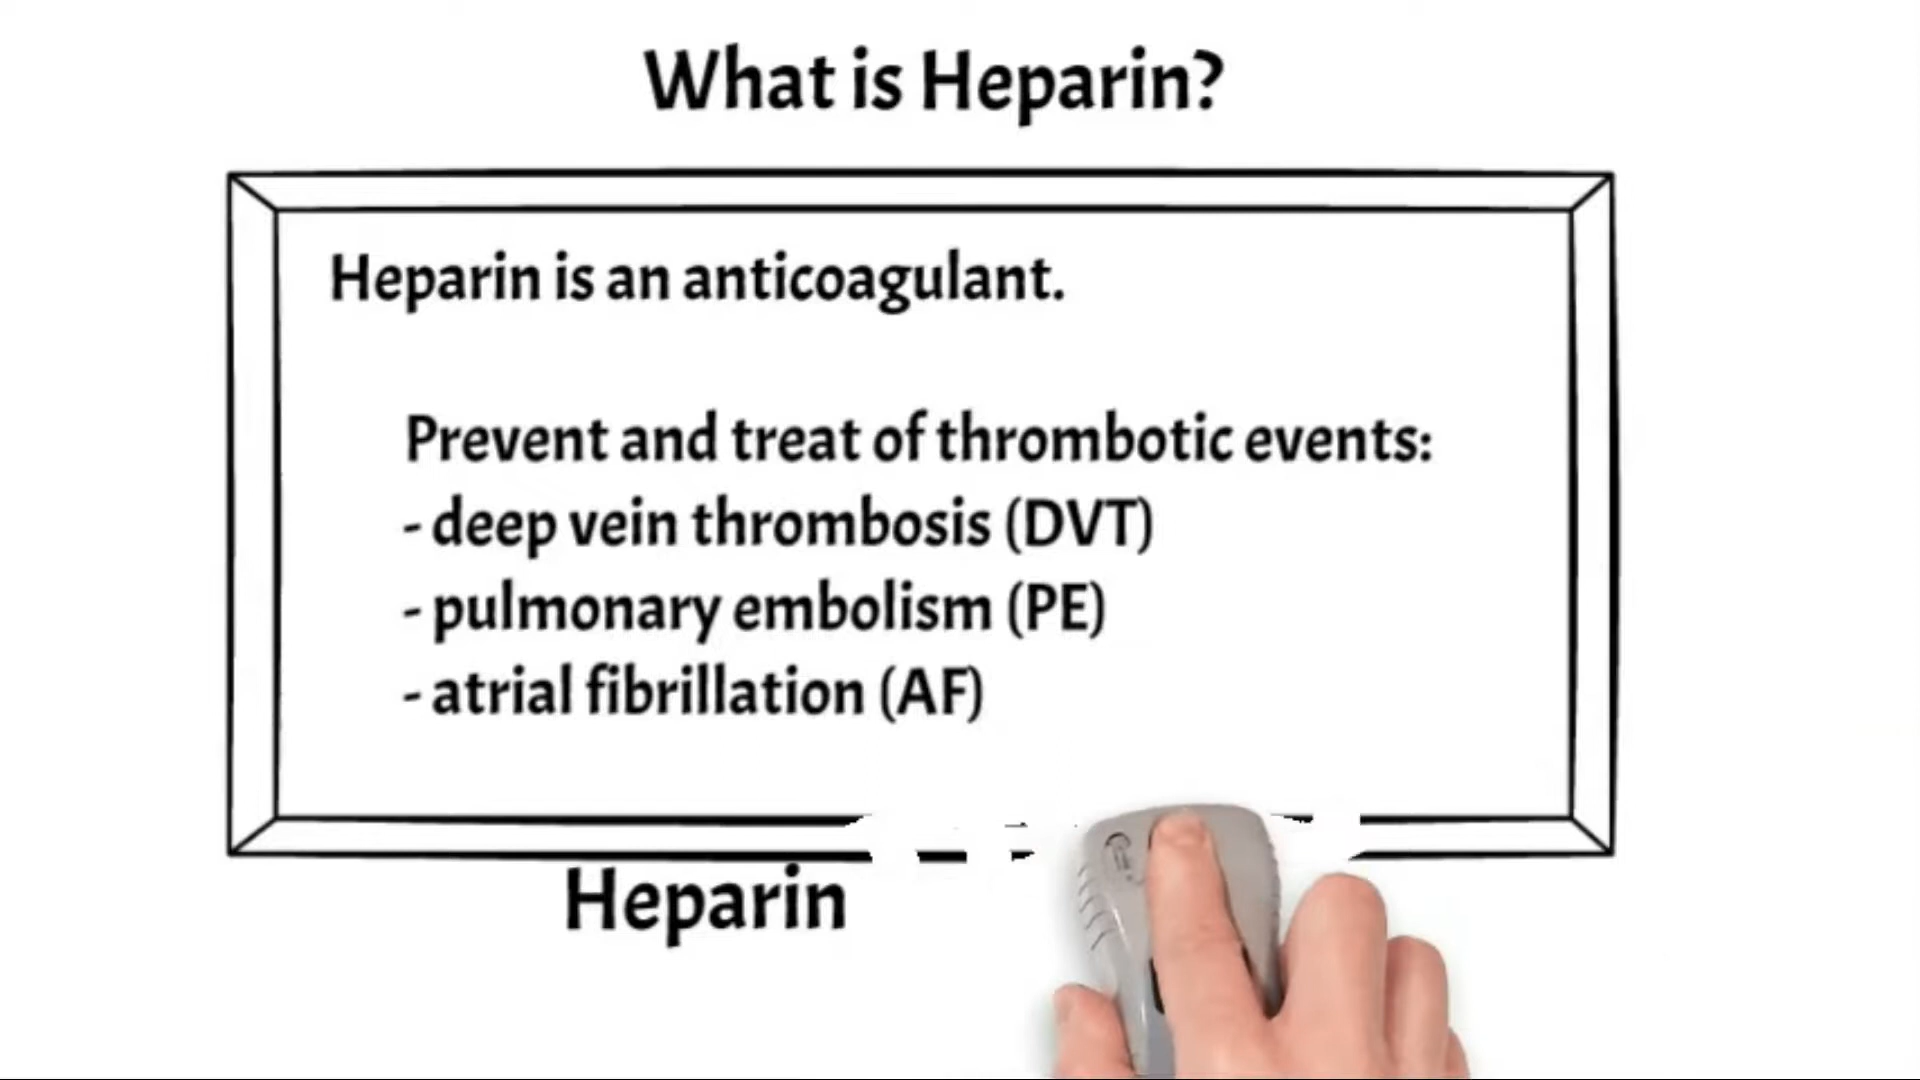 What is Heparin?
Heparin is an anticoagulant.
Prevent and treat of thrombotic events:
- deep vein thrombosis (DVT)
- pulmonary embolism (PE)
- atrial fibrillation (AF)
Heparin